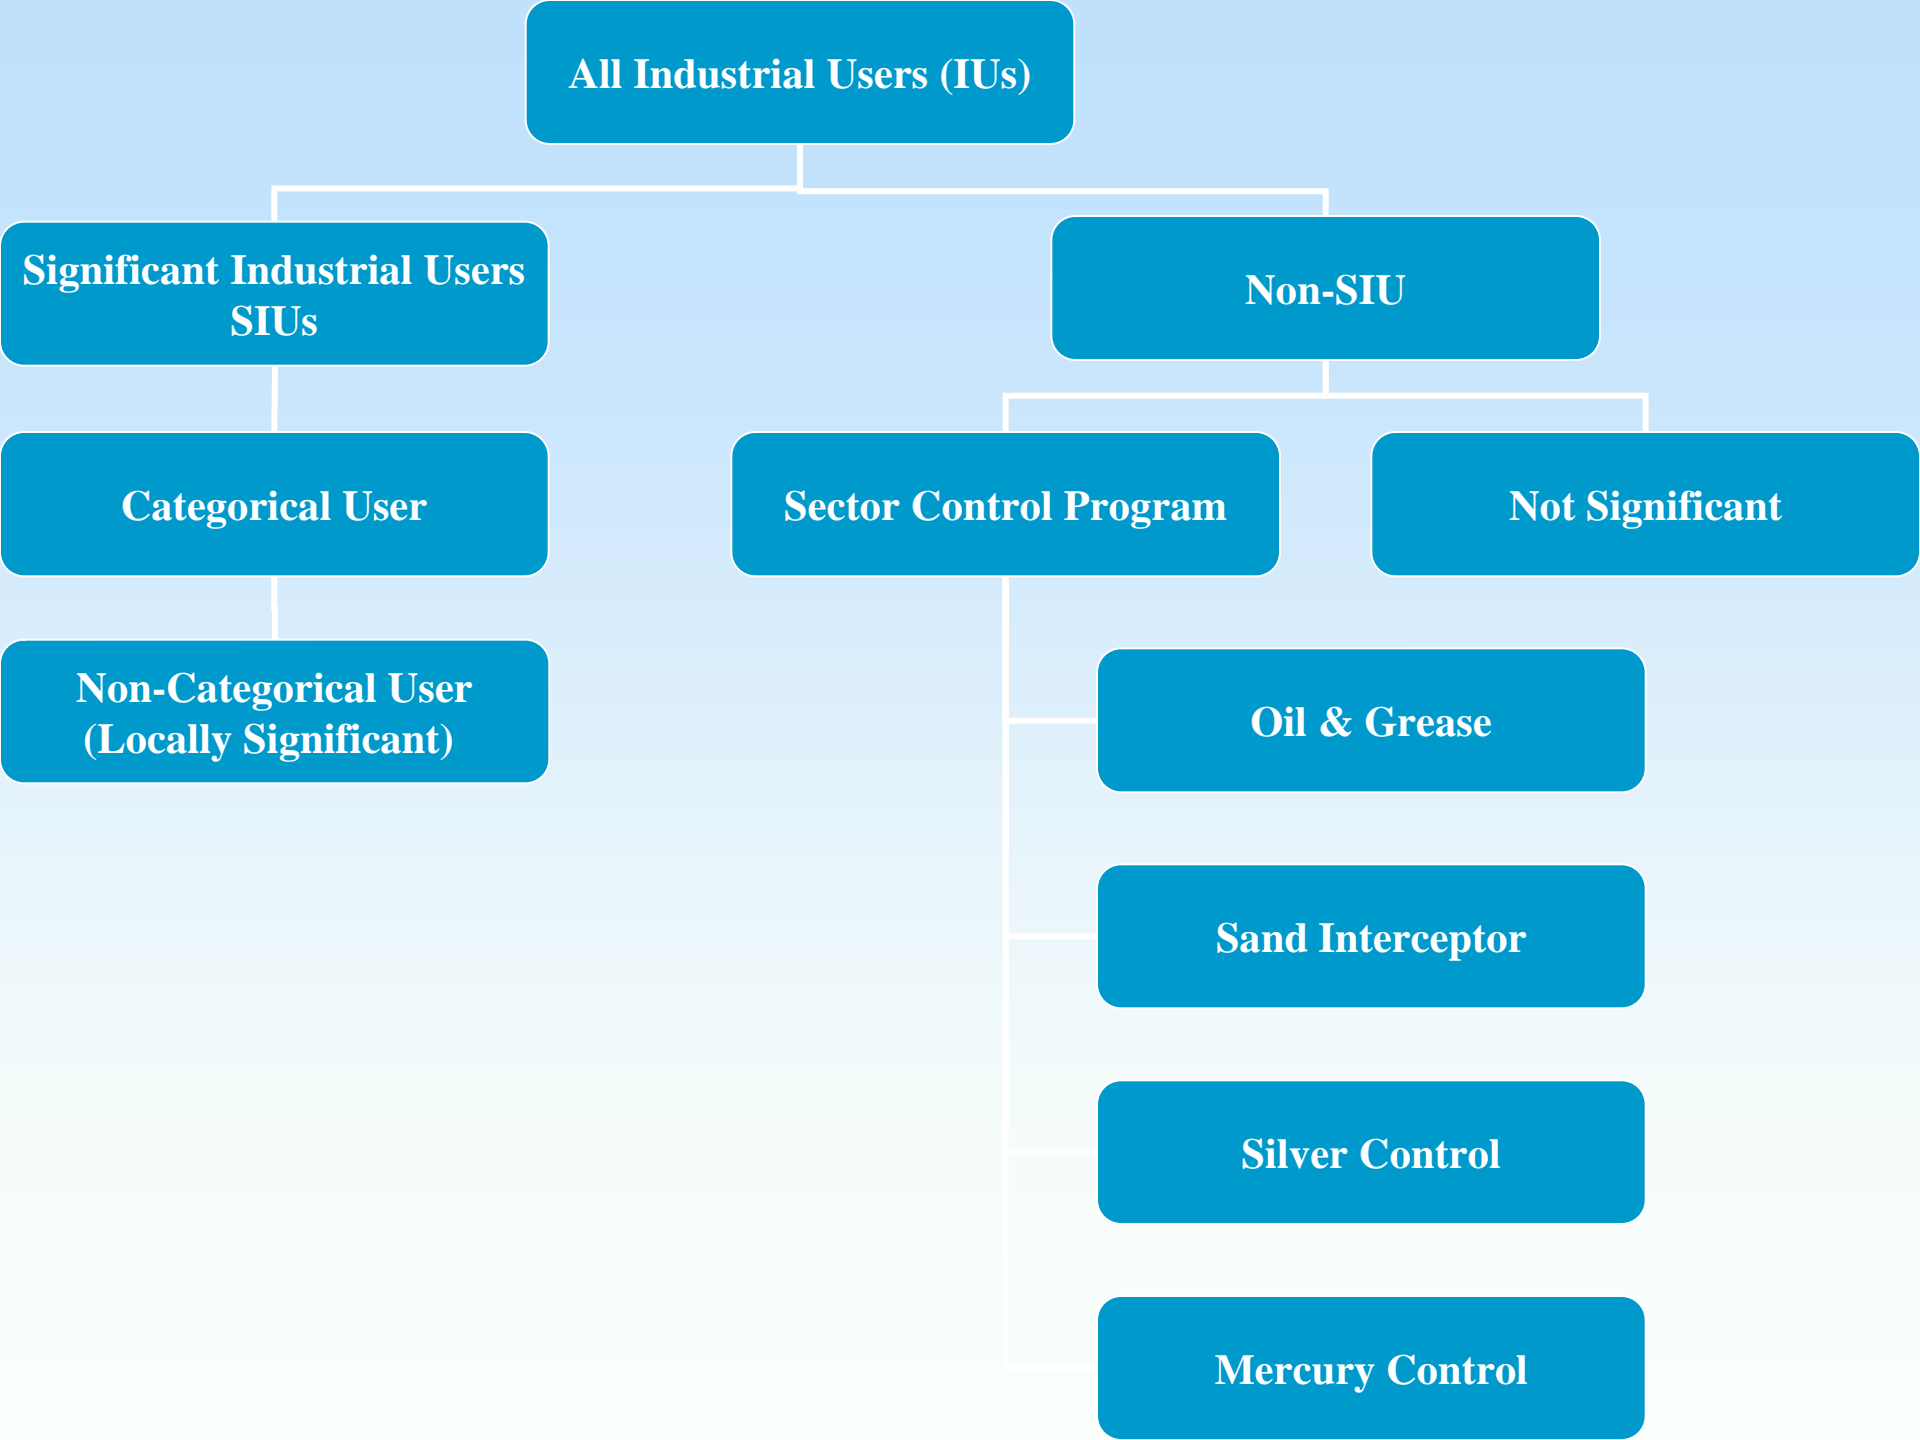 All Industrial Users (IUs)
Significant Industrial Users
SIUs
Non-SIU
Categorical User
Sector Control Program
Not Significant
Non-Categorical User
(Locally Significant)
Oil & Grease
Sand Interceptor
Silver Control
Mercury Control